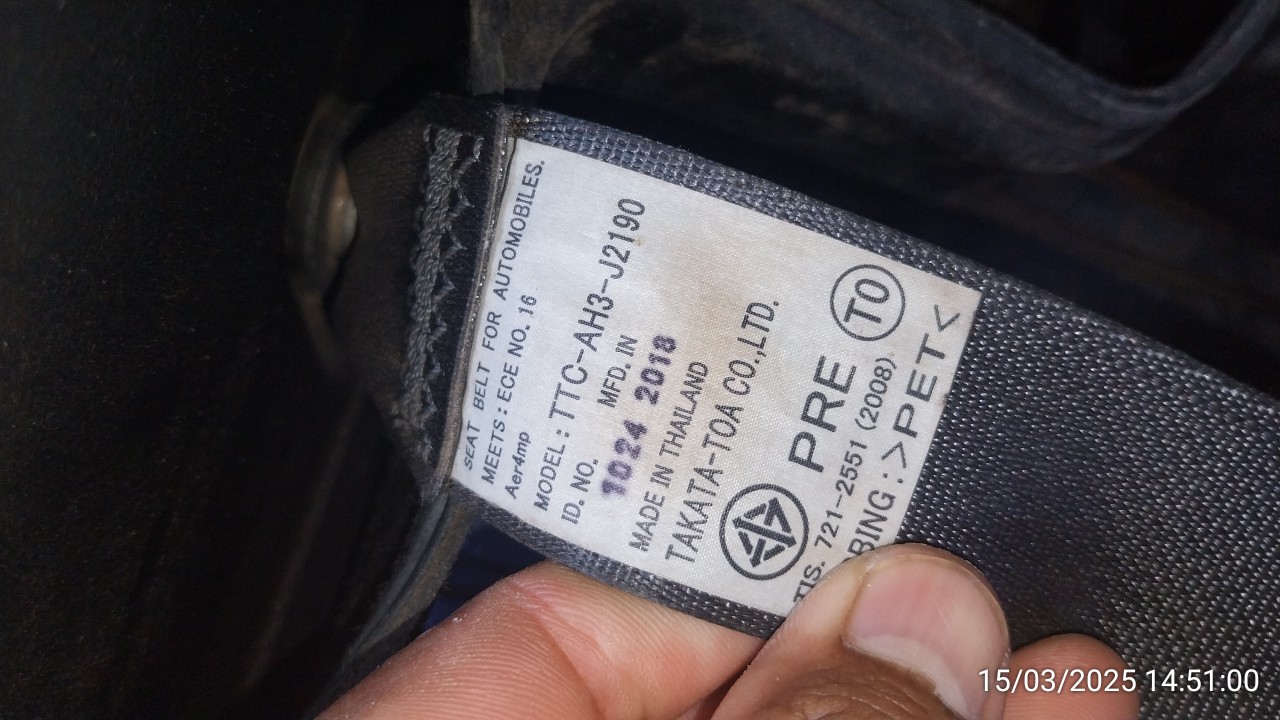 SEAT BELT FOR AUTOMOBILES.
MEETS : ECE NO. 16
Aer4mp
MODEL : TTC-AH3-J2190
ID. NO. MFD. IN
1024 2018
MADE IN THAILAND
TAKATA-TOA CO.,LTD.
PRE TO
TIS. 721-2551 (2008).
BING : >PET<
15/03/2025 14:51:00